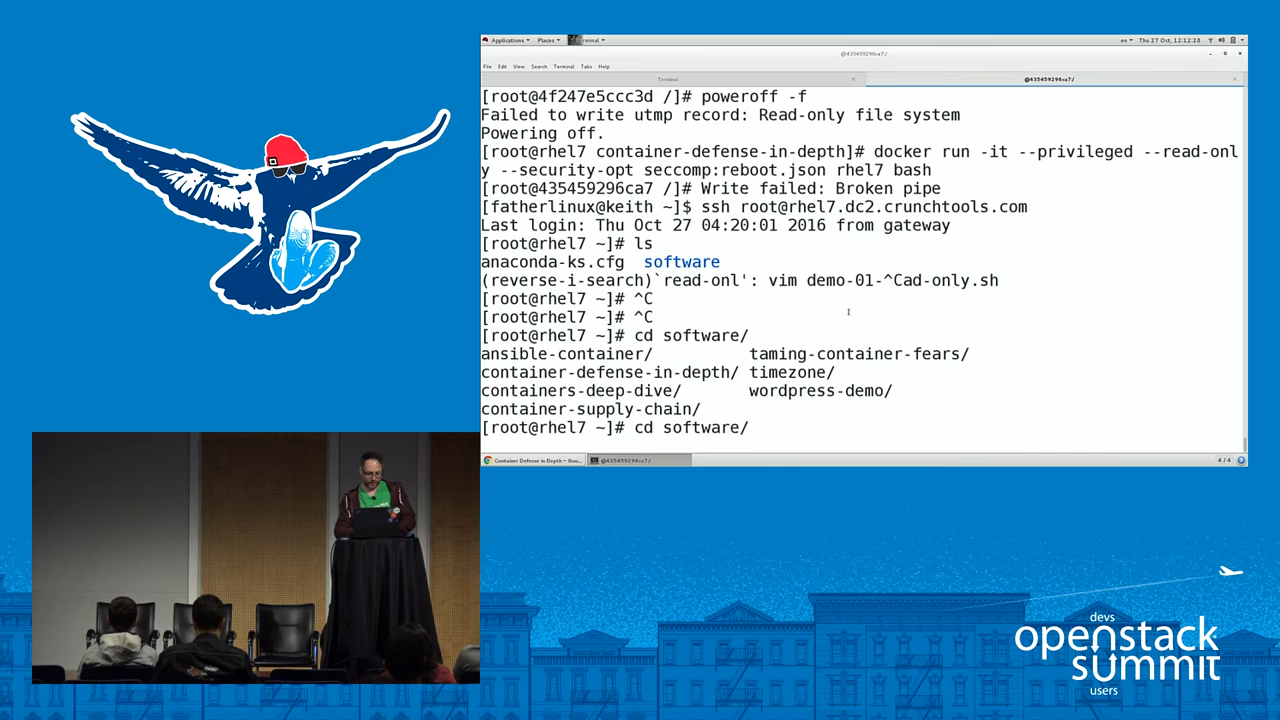 Applications Places Terminal en Thu 27 Oct, 12:12:28
@435459296ca7/
File Edit View Search Terminal Tabs Help
Terminal @435459296ca7/
[root@4f247e5ccc3d /]# poweroff -f
Failed to write utmp record: Read-only file system
Powering off.
[root@rhel7 container-defense-in-depth]# docker run -it --privileged --read-onl
y --security-opt seccomp:reboot.json rhel7 bash
[root@435459296ca7 /]# Write failed: Broken pipe
[fatherlinux@keith ~]$ ssh root@rhel7.dc2.crunchtools.com
Last login: Thu Oct 27 04:20:01 2016 from gateway
[root@rhel7 ~]# ls
anaconda-ks.cfg software
(reverse-i-search)`read-onl': vim demo-01-^Cad-only.sh
[root@rhel7 ~]# ^C
[root@rhel7 ~]# ^C
[root@rhel7 ~]# cd software/
ansible-container/ taming-container-fears/
container-defense-in-depth/ timezone/
containers-deep-dive/ wordpress-demo/
container-supply-chain/
[root@rhel7 ~]# cd software/
Container Defense in Depth - Goo... @435459296ca7/ 4 / 4
devs
openstack
summit
users